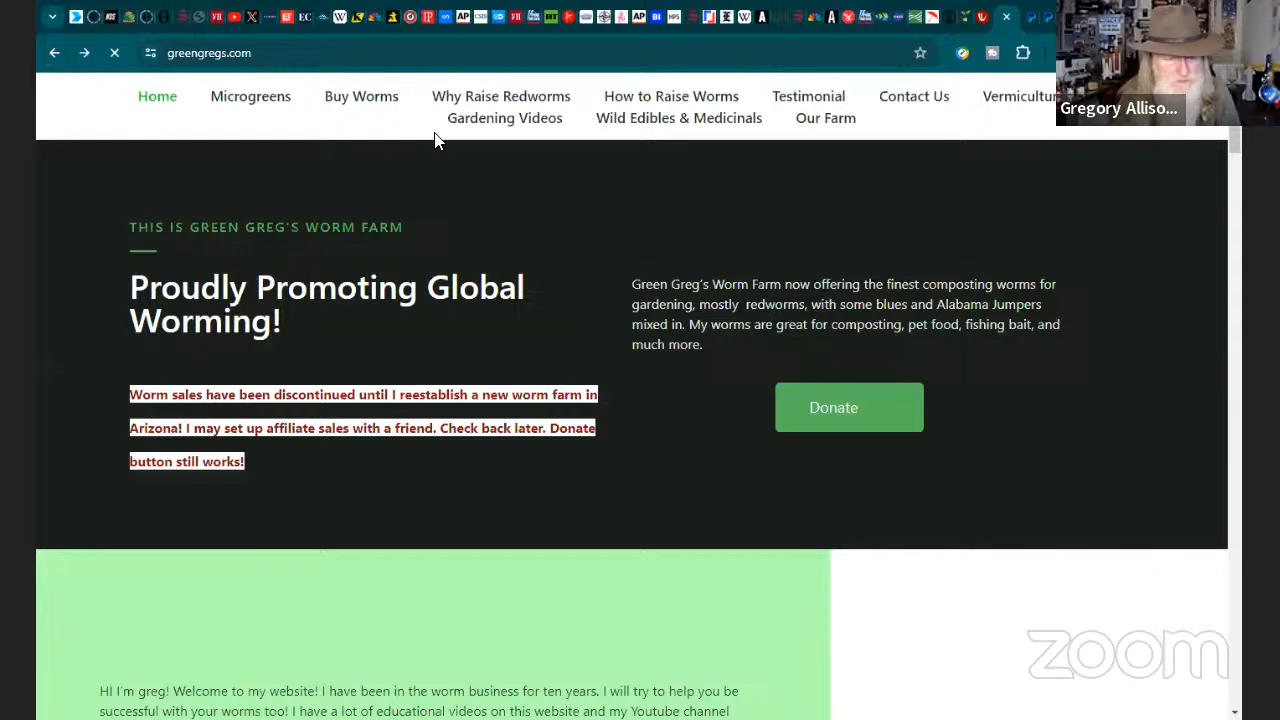 greengregs.com
Home Microgreens Buy Worms Why Raise Redworms How to Raise Worms Testimonial Contact Us
Gardening Videos Wild Edibles & Medicinals Our Farm
Gregory Alliso...
THIS IS GREEN GREG'S WORM FARM
Proudly Promoting Global
Worming!
Green Greg's Worm Farm now offering the finest composting worms for
gardening, mostly redworms, with some blues and Alabama Jumpers
mixed in. My worms are great for composting, pet food, fishing bait, and
much more.
Worm sales have been discontinued until I reestablish a new worm farm in
Arizona! I may set up affiliate sales with a friend. Check back later. Donate
button still works!
Donate
zoom
HI I'm greg! Welcome to my website! I have been in the worm business for ten years. I will try to help you be
successful with your worms too! I have a lot of educational videos on this website and my Youtube channel